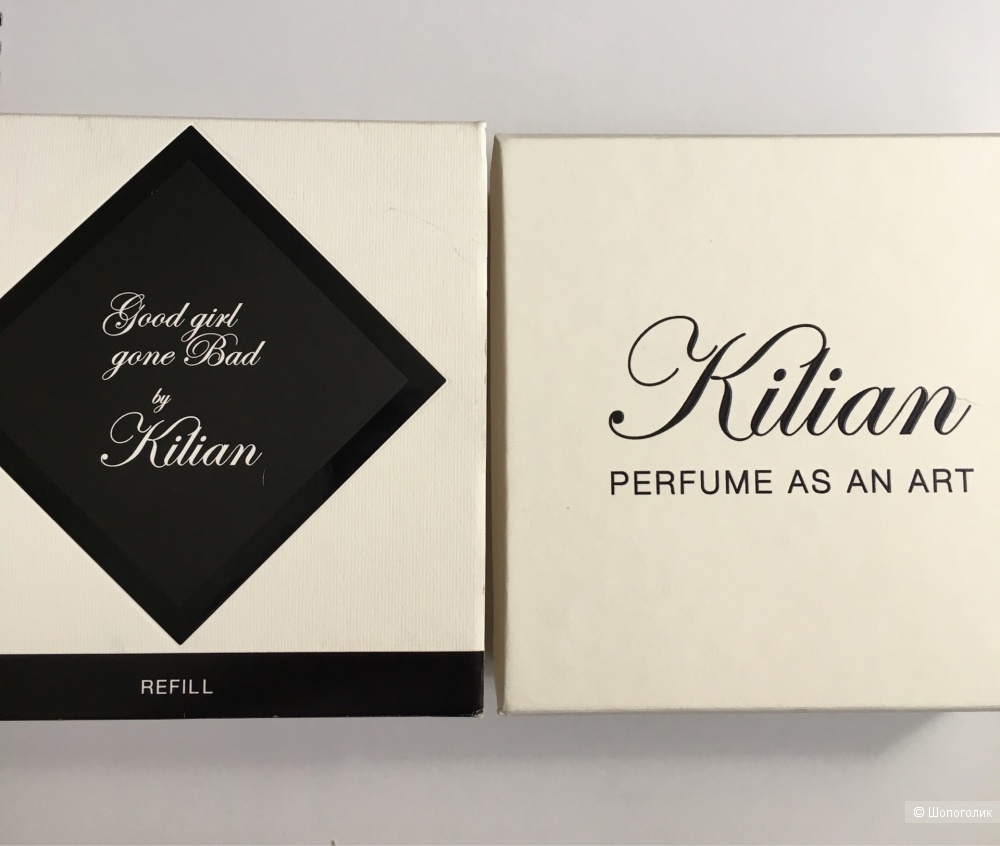 Good girl
gone Bad
by
Kilian
REFILL
Kilian
PERFUME AS AN ART
© Шопоголик